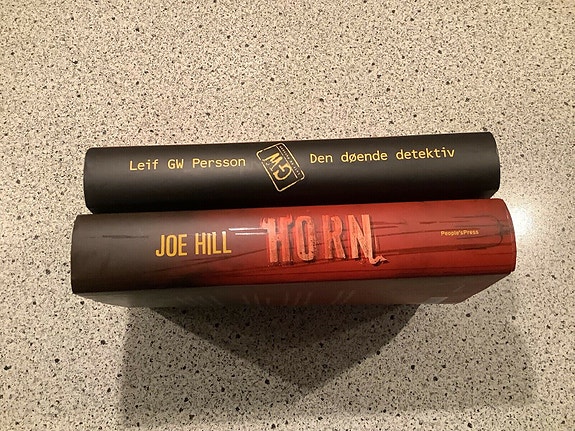 Leif GW Persson GW Den døende detektiv
JOE HILL HORN People'sPress